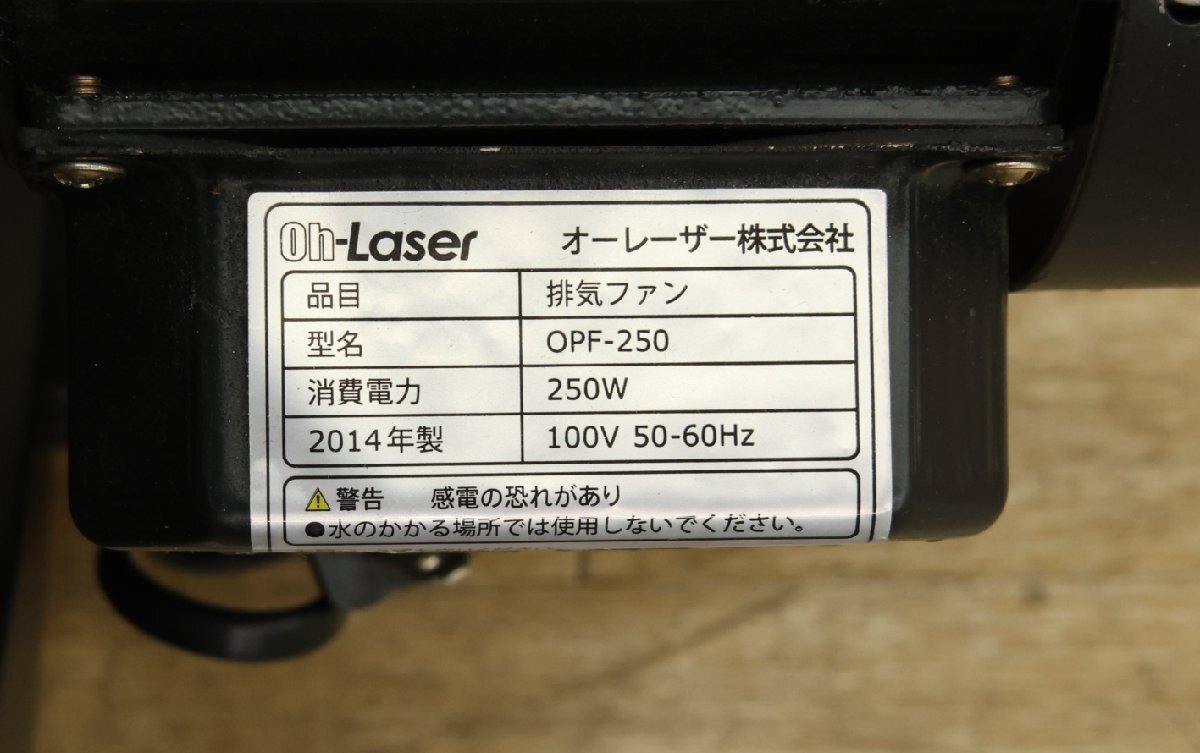 Oh-Laser オーレーザー株式会社
品目 排気ファン
型名 OPF-250
消費電力 250W
2014年製 100V 50-60Hz
⚠警告 感電の恐れがあり
●水のかかる場所では使用しないでください。